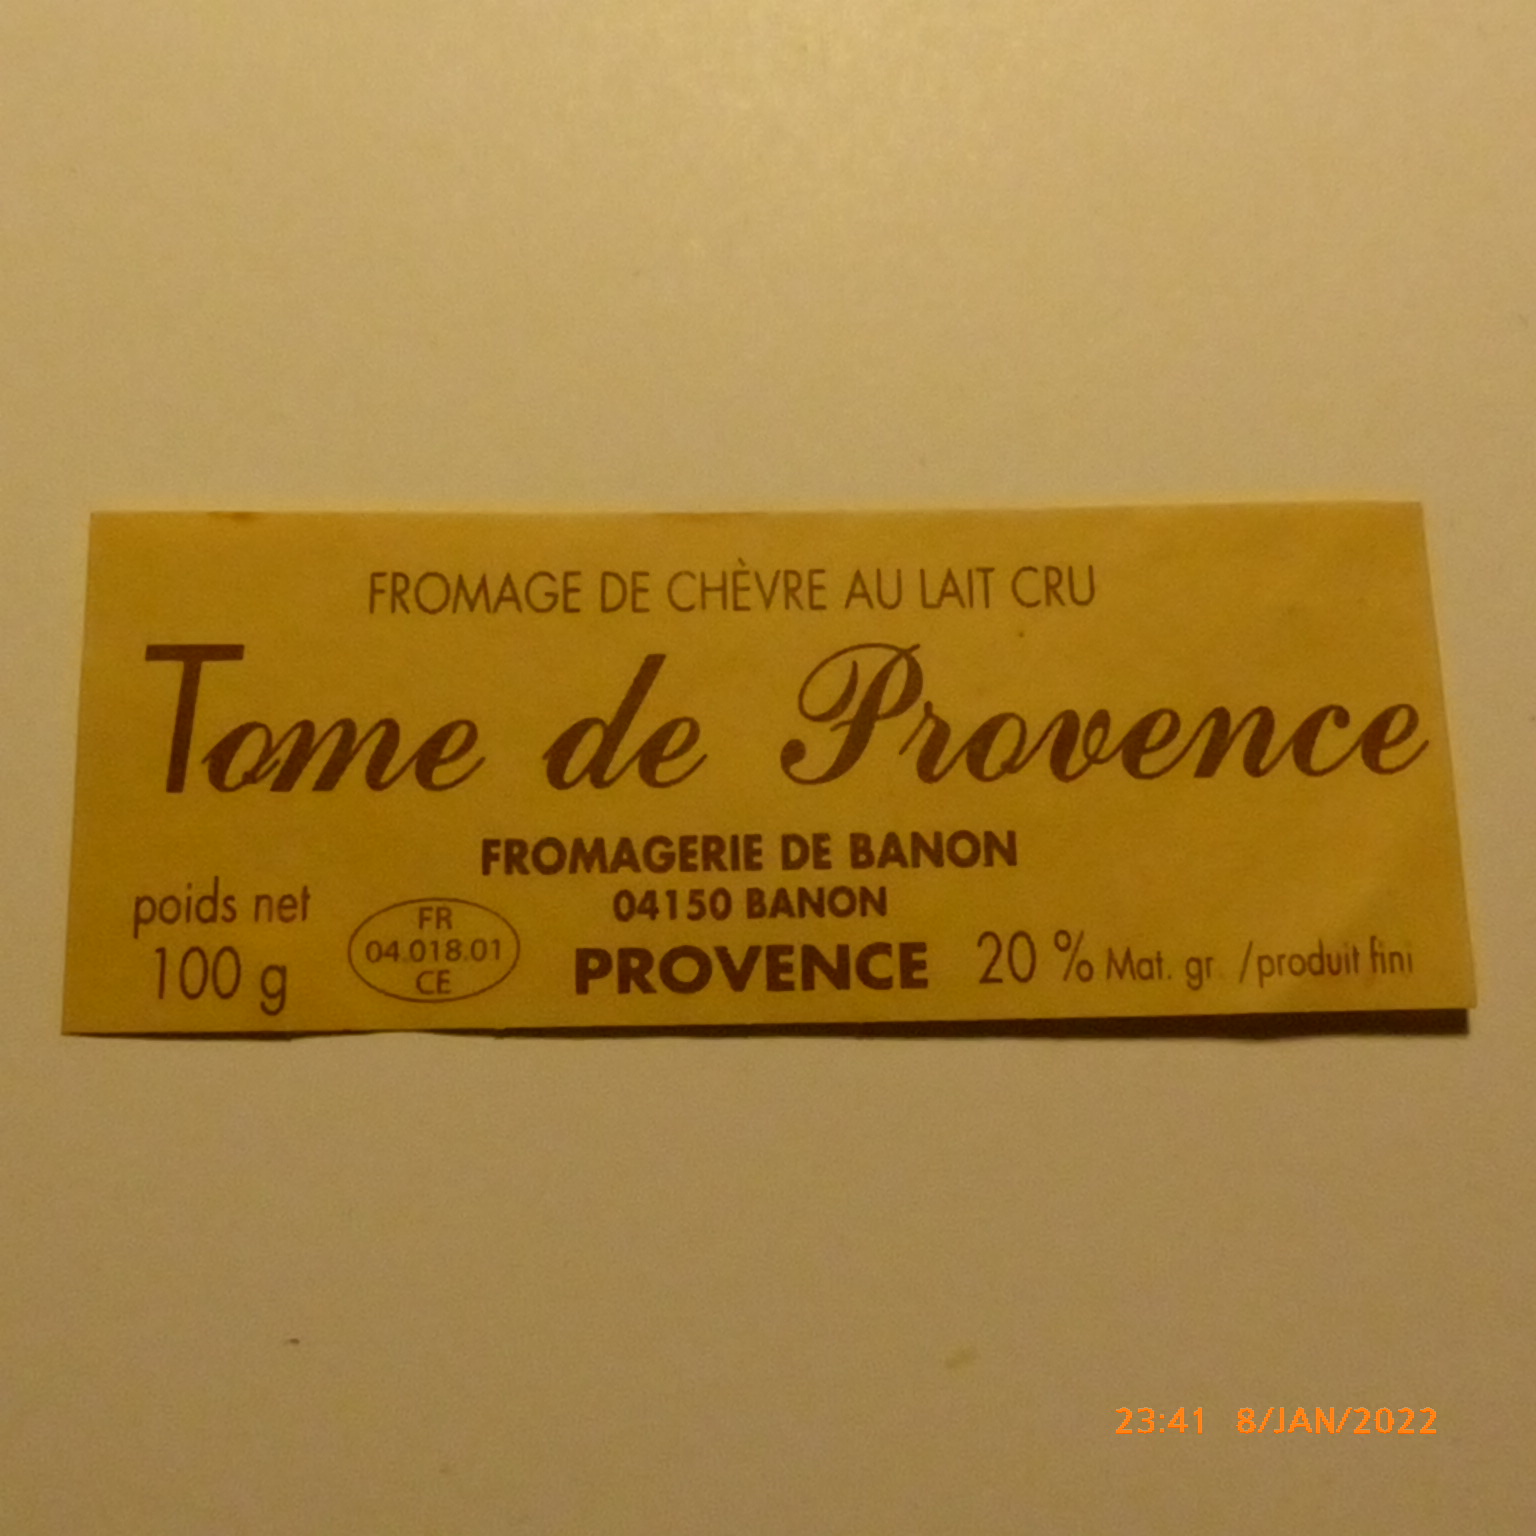 FROMAGE DE CHÈVRE AU LAIT CRU
Tome de Provence
FROMAGERIE DE BANON
04150 BANON
PROVENCE
poids net
100 g
FR
04.018.01
CE
20 % Mat. gr. /produit fini
23:41 8/JAN/2022